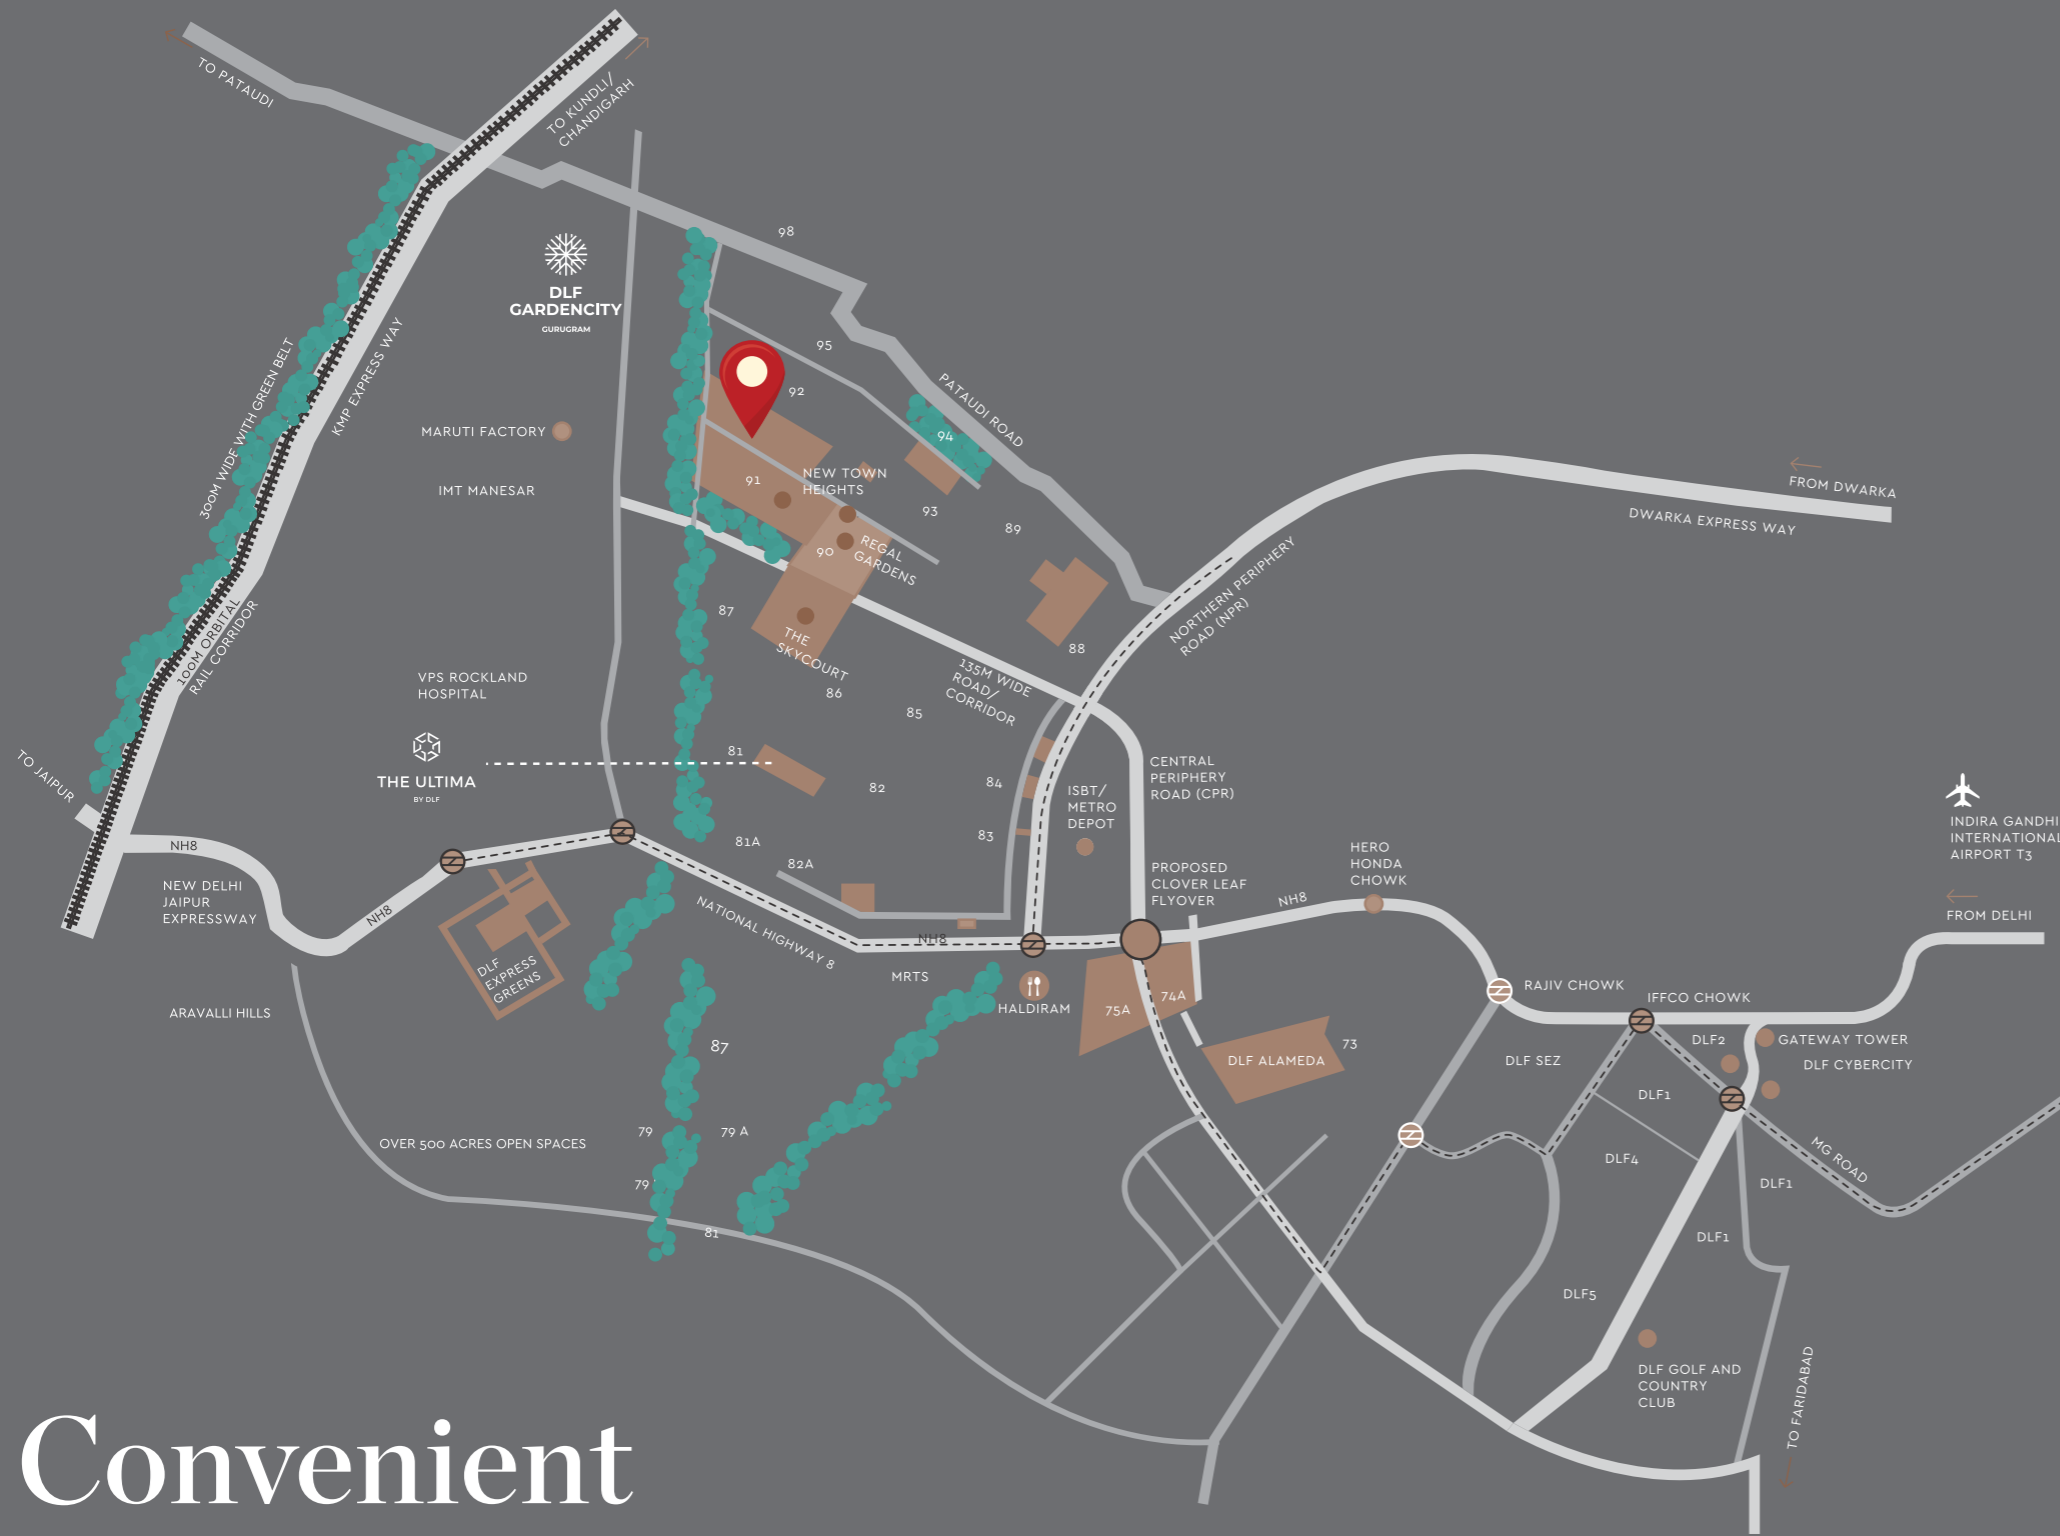 TO PATAUDI
TO KUNDLI/
CHANDIGARH
98
DLF
GARDENCITY
GURUGRAM
300M WIDE WITH GREEN BELT
KMP EXPRESS WAY
95
92
PATAUDI ROAD
94
MARUTI FACTORY
IMT MANESAR
91
NEW TOWN
HEIGHTS
93
89
FROM DWARKA
DWARKA EXPRESS WAY
90
REGAL
GARDENS
NORTHERN PERIPHERY
ROAD (NPR)
100M ORBITAL
RAIL CORRIDOR
87
THE
SKYCOURT
88
135M WIDE
ROAD/
CORRIDOR
VPS ROCKLAND
HOSPITAL
86
85
TO JAIPUR
THE ULTIMA
BY DLF
81
82
84
83
CENTRAL
PERIPHERY
ROAD (CPR)
ISBT/
METRO
DEPOT
INDIRA GANDHI
INTERNATIONAL
AIRPORT T3
NH8
81A
82A
HERO
HONDA
CHOWK
PROPOSED
CLOVER LEAF
FLYOVER
NEW DELHI
JAIPUR
EXPRESSWAY
NH8
NH8
FROM DELHI
NATIONAL HIGHWAY 8
NH8
MRTS
DLF
EXPRESS
GREENS
HALDIRAM
75A
74A
RAJIV CHOWK
IFFCO CHOWK
ARAVALLI HILLS
87
DLF ALAMEDA
73
DLF SEZ
DLF2
GATEWAY TOWER
DLF CYBERCITY
DLF1
79
79 A
OVER 500 ACRES OPEN SPACES
DLF4
MG ROAD
79
DLF1
81
DLF1
DLF5
DLF GOLF AND
COUNTRY
CLUB
TO FARIDABAD
Convenient